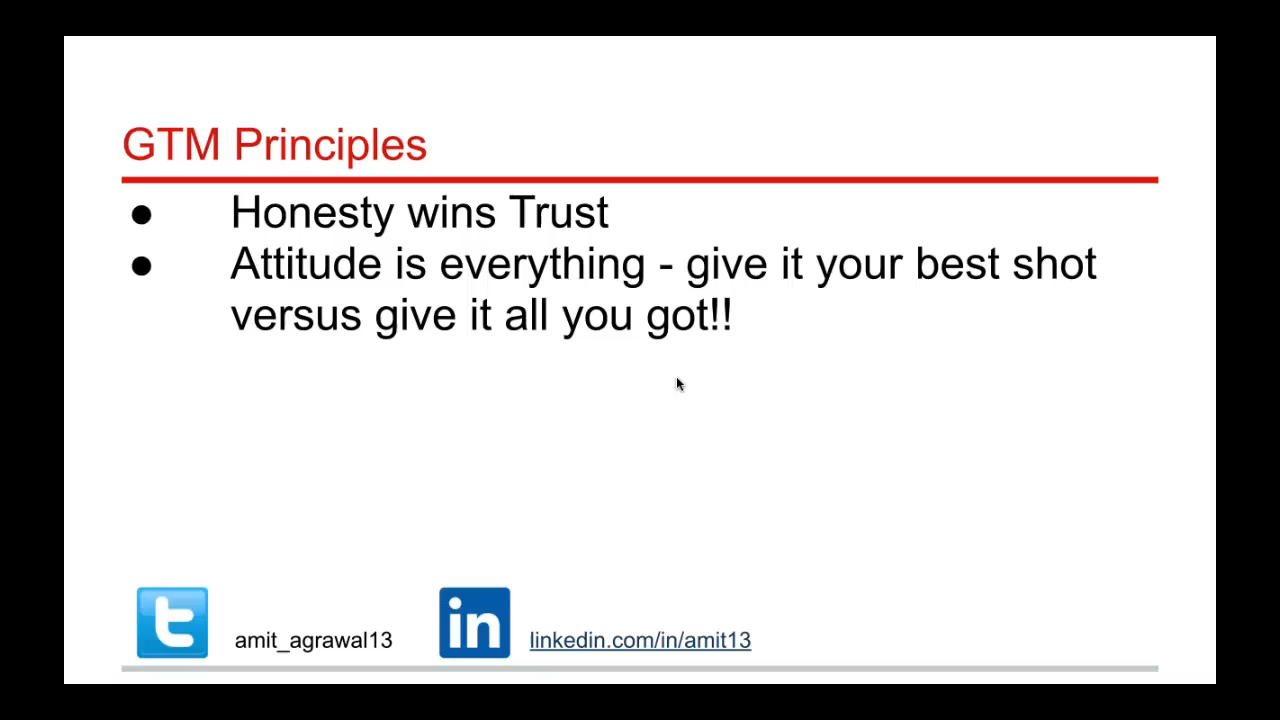 GTM Principles
● Honesty wins Trust
● Attitude is everything - give it your best shot
versus give it all you got!!
amit_agrawal13
in linkedin.com/in/amit13